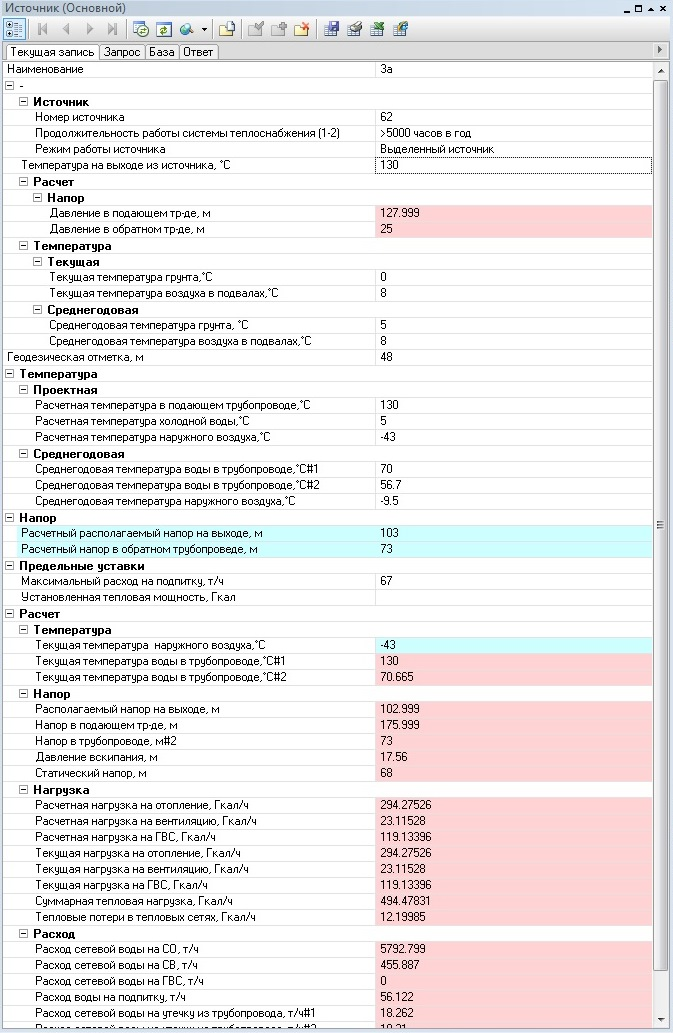 Источник (Основной)
Текущая запись Запрос База Ответ
Наименование 3а
-
Источник
Номер источника 62
Продолжительность работы системы теплоснабжения (1-2) >5000 часов в год
Режим работы источника Выделенный источник
Температура на выходе из источника, °С 130
Расчет
Напор
Давление в подающем тр-де, м 127.999
Давление в обратном тр-де, м 25
Температура
Текущая
Текущая температура грунта,°С 0
Текущая температура воздуха в подвалах,°С 8
Среднегодовая
Среднегодовая температура грунта, °С 5
Среднегодовая температура воздуха в подвалах,°С 8
Геодезическая отметка, м 48
Температура
Проектная
Расчетная температура в подающем трубопроводе,°С 130
Расчетная температура холодной воды,°С 5
Расчетная температура наружного воздуха,°С -43
Среднегодовая
Среднегодовая температура воды в трубопроводе,°С#1 70
Среднегодовая температура воды в трубопроводе,°С#2 56.7
Среднегодовая температура наружного воздуха,°С -9.5
Напор
Расчетный располагаемый напор на выходе, м 103
Расчетный напор в обратном трубопроведе, м 73
Предельные уставки
Максимальный расход на подпитку, т/ч 67
Установленная тепловая мощность, Гкал
Расчет
Температура
Текущая температура  наружного воздуха,°С -43
Текущая температура воды в трубопроводе,°С#1 130
Текущая температура воды в трубопроводе,°С#2 70.665
Напор
Располагаемый напор на выходе, м 102.999
Напор в подающем тр-де, м 175.999
Напор в трубопроводе, м#2 73
Давление вскипания, м 17.56
Статический напор, м 68
Нагрузка
Расчетная нагрузка на отопление, Гкал/ч 294.27526
Расчетная нагрузка на вентиляцию, Гкал/ч 23.11528
Расчетная нагрузка на ГВС, Гкал/ч 119.13396
Текущая нагрузка на отопление, Гкал/ч 294.27526
Текущая нагрузка на вентиляцию, Гкал/ч 23.11528
Текущая нагрузка на ГВС, Гкал/ч 119.13396
Суммарная тепловая нагрузка, Гкал/ч 494.47831
Тепловые потери в тепловых сетях, Гкал/ч 12.19985
Расход
Расход сетевой воды на СО, т/ч 5792.799
Расход сетевой воды на СВ, т/ч 455.887
Расход сетевой воды на ГВС, т/ч 0
Расход воды на подпитку, т/ч 56.122
Расход сетевой воды на утечку из трубопровода, т/ч#1 18.262